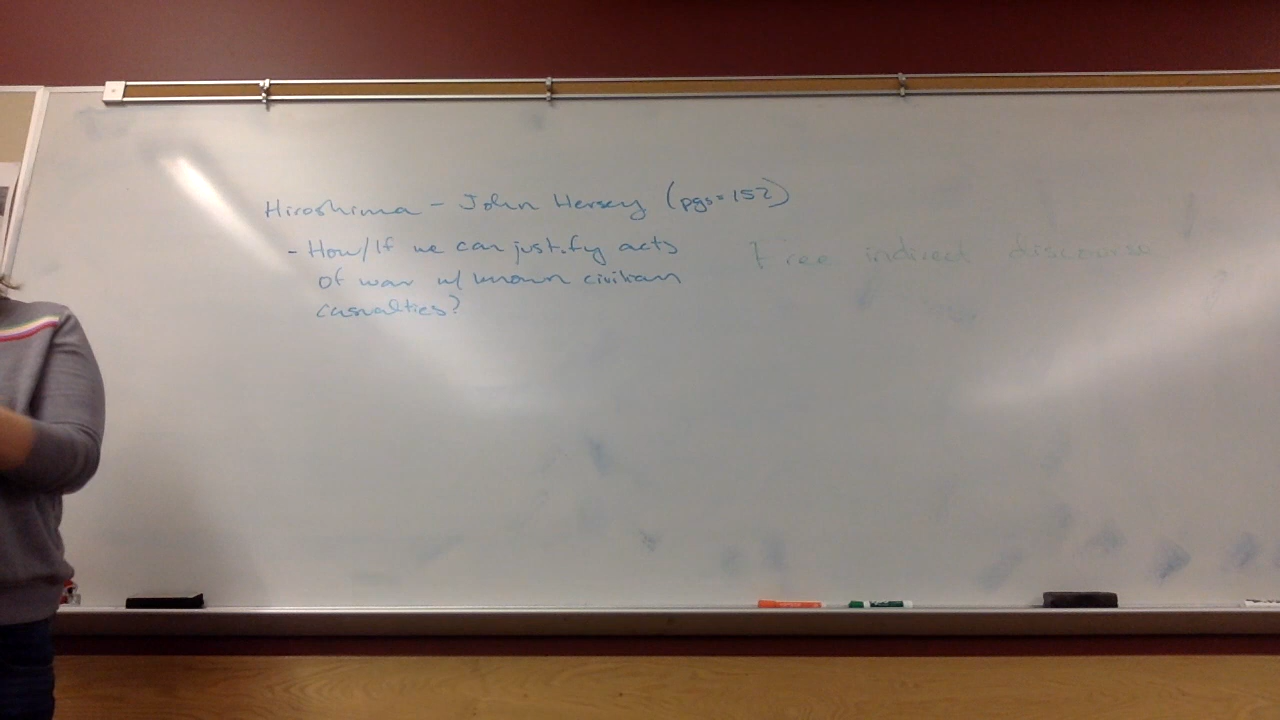 Hiroshima - John Hersey (pgs=152)
- How/If we can justify acts
of war w/ known civilian
casualties?
Free indirect discourse